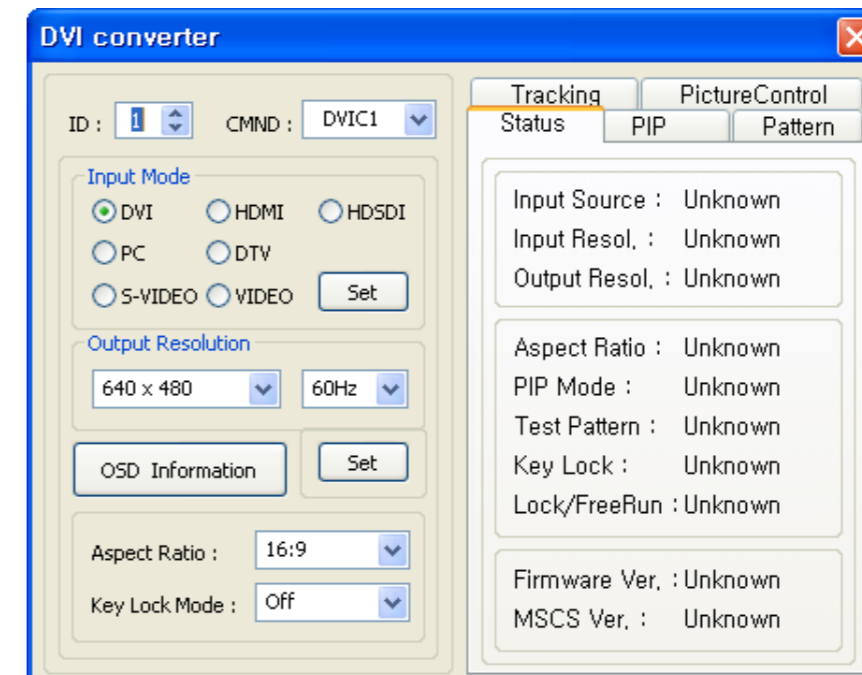 DVI converter
ID : 1 CMND : DVIC1
Input Mode
DVI HDMI HDSDI
PC DTV
S-VIDEO VIDEO Set
Output Resolution
640 x 480 60Hz
OSD Information Set
Aspect Ratio : 16:9
Key Lock Mode : Off
Tracking PictureControl
Status PIP Pattern
Input Source : Unknown
Input Resol, : Unknown
Output Resol, : Unknown
Aspect Ratio : Unknown
PIP Mode : Unknown
Test Pattern : Unknown
Key Lock : Unknown
Lock/FreeRun : Unknown
Firmware Ver, : Unknown
MSCS Ver, : Unknown